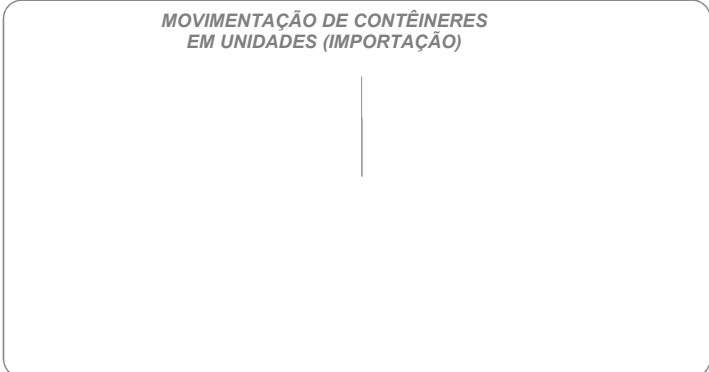 MOVIMENTAÇÃO DE CONTÊINERES
EM UNIDADES (IMPORTAÇÃO)